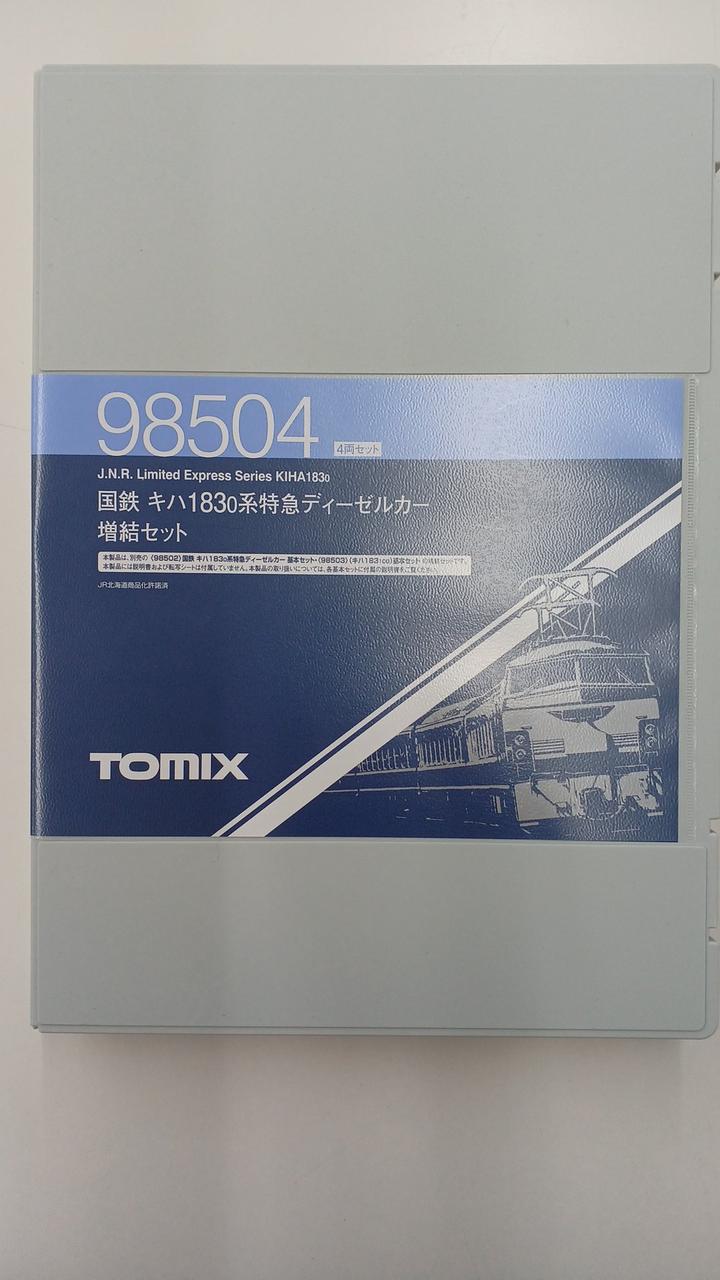 98504 4両セット
J.N.R. Limited Express Series KIHA1830
国鉄 キハ1830系特急ディーゼルカー
増結セット
本製品は、別売の〈98502〉国鉄 キハ1830系特急ディーゼルカー 基本セット・〈98503〉(キハ183100)基本セット の増結セットです。
本製品には説明書および転写シートは付属していません。本製品の取り扱いについては、各基本セットに付属の説明書をご覧ください。
JR北海道商品化許諾済
TOMIX